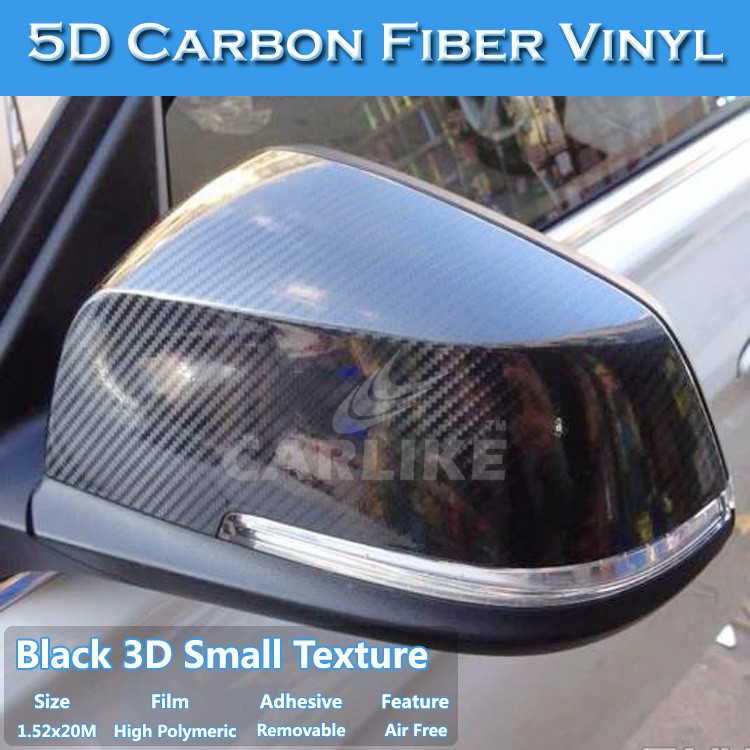 5D Carbon Fiber Vinyl
CARLIKE
TM
Black 3D Small Texture
Size Film Adhesive Feature
1.52x20M High Polymeric Removable Air Free